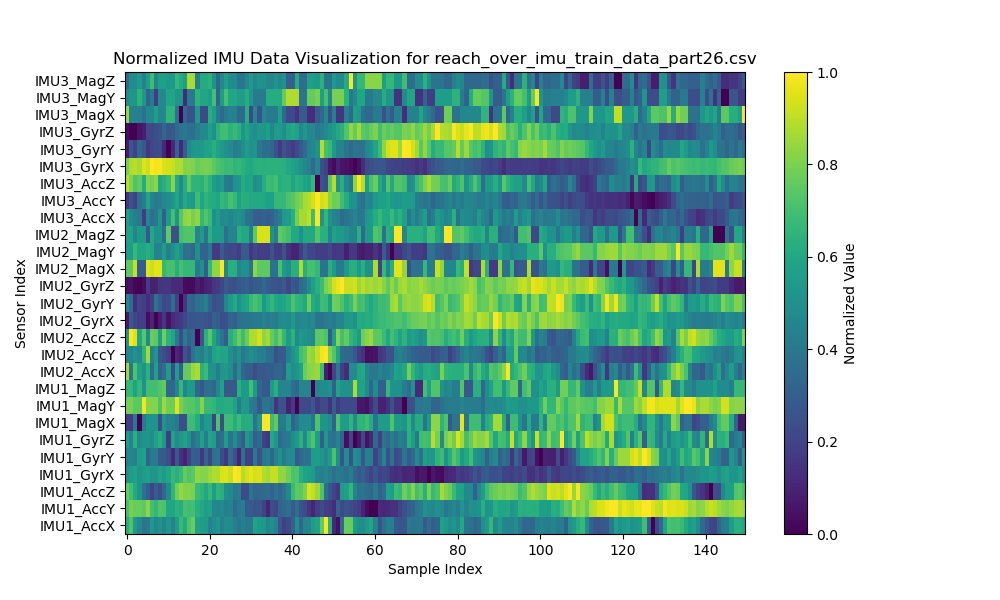 Normalized IMU Data Visualization for reach_over_imu_train_data_part26.csv
IMU3_MagZ
IMU3_MagY
IMU3_MagX
IMU3_GyrZ
IMU3_GyrY
IMU3_GyrX
IMU3_AccZ
IMU3_AccY
IMU3_AccX
IMU2_MagZ
IMU2_MagY
IMU2_MagX
IMU2_GyrZ
IMU2_GyrY
IMU2_GyrX
IMU2_AccZ
IMU2_AccY
IMU2_AccX
IMU1_MagZ
IMU1_MagY
IMU1_MagX
IMU1_GyrZ
IMU1_GyrY
IMU1_GyrX
IMU1_AccZ
IMU1_AccY
IMU1_AccX
Sensor Index
0 20 40 60 80 100 120 140
Sample Index
1.0
0.8
0.6
0.4
0.2
0.0
Normalized Value